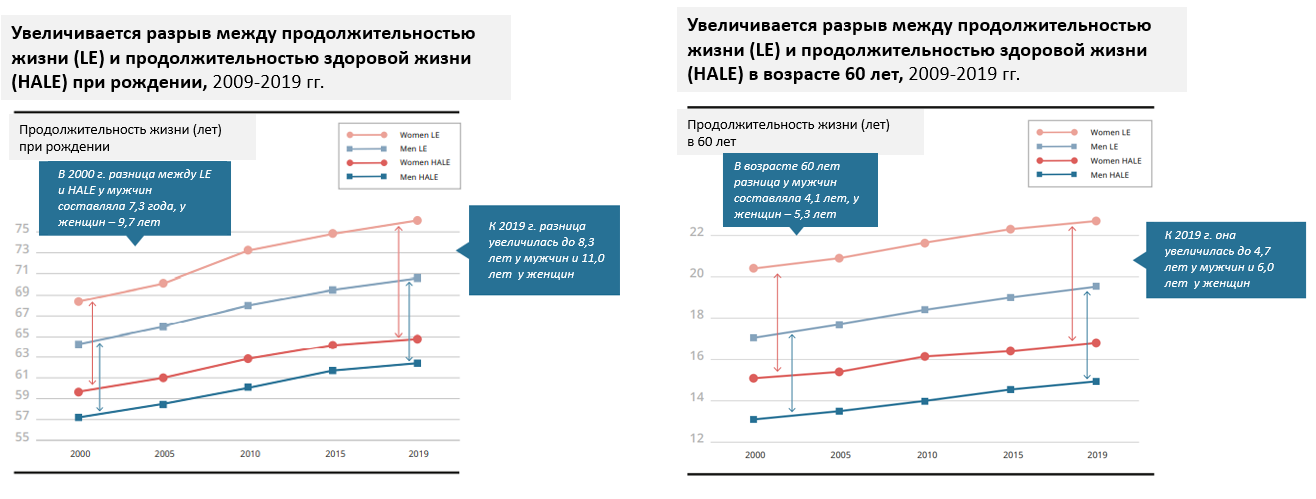 Увеличивается разрыв между продолжительностью
жизни (LE) и продолжительностью здоровой жизни
(HALE) при рождении, 2009-2019 гг.
Продолжительность жизни (лет)
при рождении
Women LE
Men LE
Women HALE
Men HALE
В 2000 г. разница между LE
и HALE у мужчин
составляла 7,3 года, у
женщин – 9,7 лет
К 2019 г. разница
увеличилась до 8,3
лет у мужчин и 11,0
лет у женщин
75
73
71
69
67
65
63
61
59
57
55
2000 2005 2010 2015 2019
Увеличивается разрыв между продолжительностью
жизни (LE) и продолжительностью здоровой жизни
(HALE) в возрасте 60 лет, 2009-2019 гг.
Продолжительность жизни (лет)
в 60 лет
Women LE
Men LE
Women HALE
Men HALE
В возрасте 60 лет
разница у мужчин
составляла 4,1 лет, у
женщин – 5,3 лет
К 2019 г. она
увеличилась до 4,7
лет у мужчин и 6,0
лет у женщин
22
20
18
16
14
12
2000 2005 2010 2015 2019